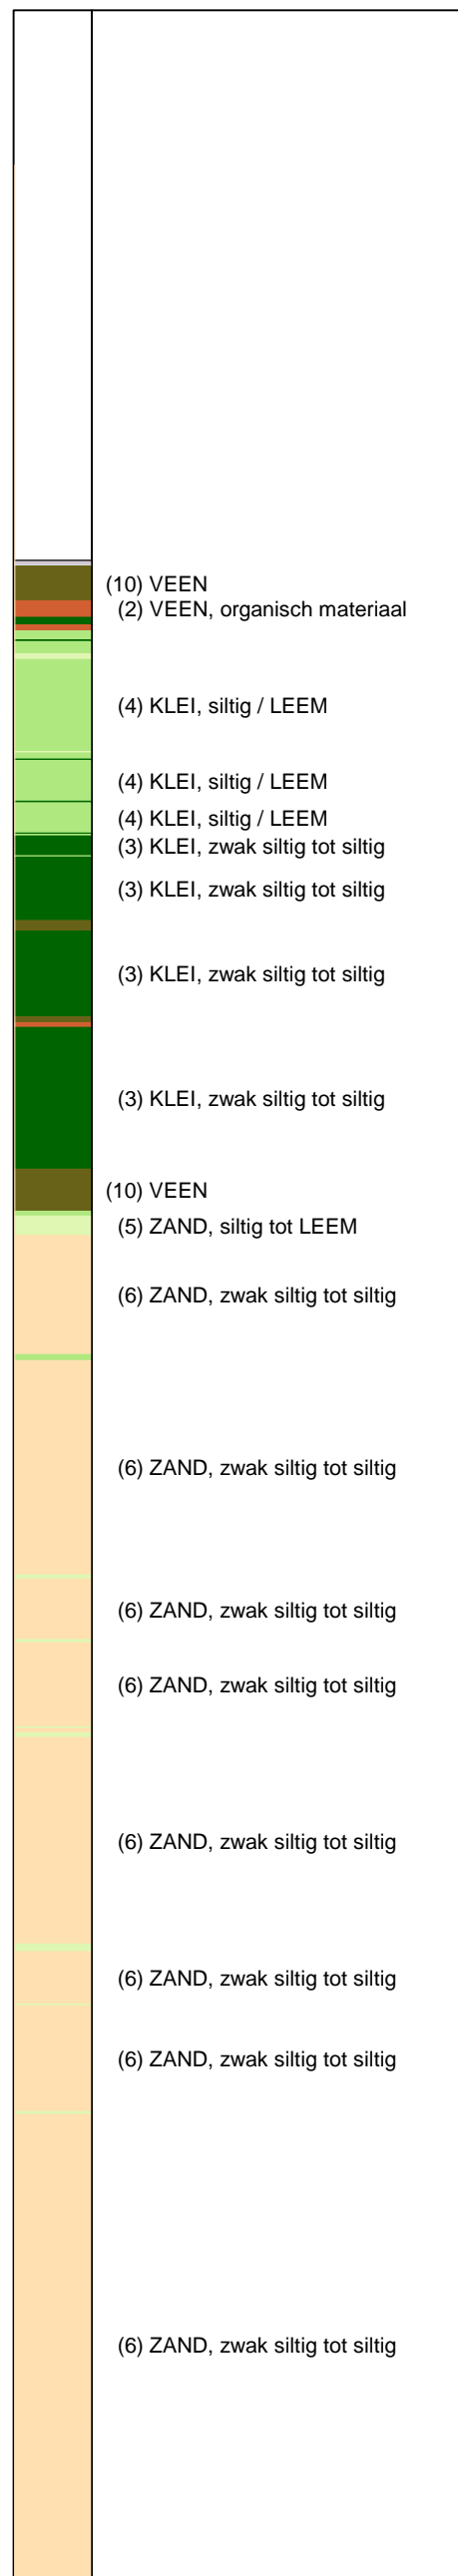 (10) VEEN
(2) VEEN, organisch materiaal
(4) KLEI, siltig / LEEM
(4) KLEI, siltig / LEEM
(4) KLEI, siltig / LEEM
(3) KLEI, zwak siltig tot siltig
(3) KLEI, zwak siltig tot siltig
(3) KLEI, zwak siltig tot siltig
(3) KLEI, zwak siltig tot siltig
(10) VEEN
(5) ZAND, siltig tot LEEM
(6) ZAND, zwak siltig tot siltig
(6) ZAND, zwak siltig tot siltig
(6) ZAND, zwak siltig tot siltig
(6) ZAND, zwak siltig tot siltig
(6) ZAND, zwak siltig tot siltig
(6) ZAND, zwak siltig tot siltig
(6) ZAND, zwak siltig tot siltig
(6) ZAND, zwak siltig tot siltig